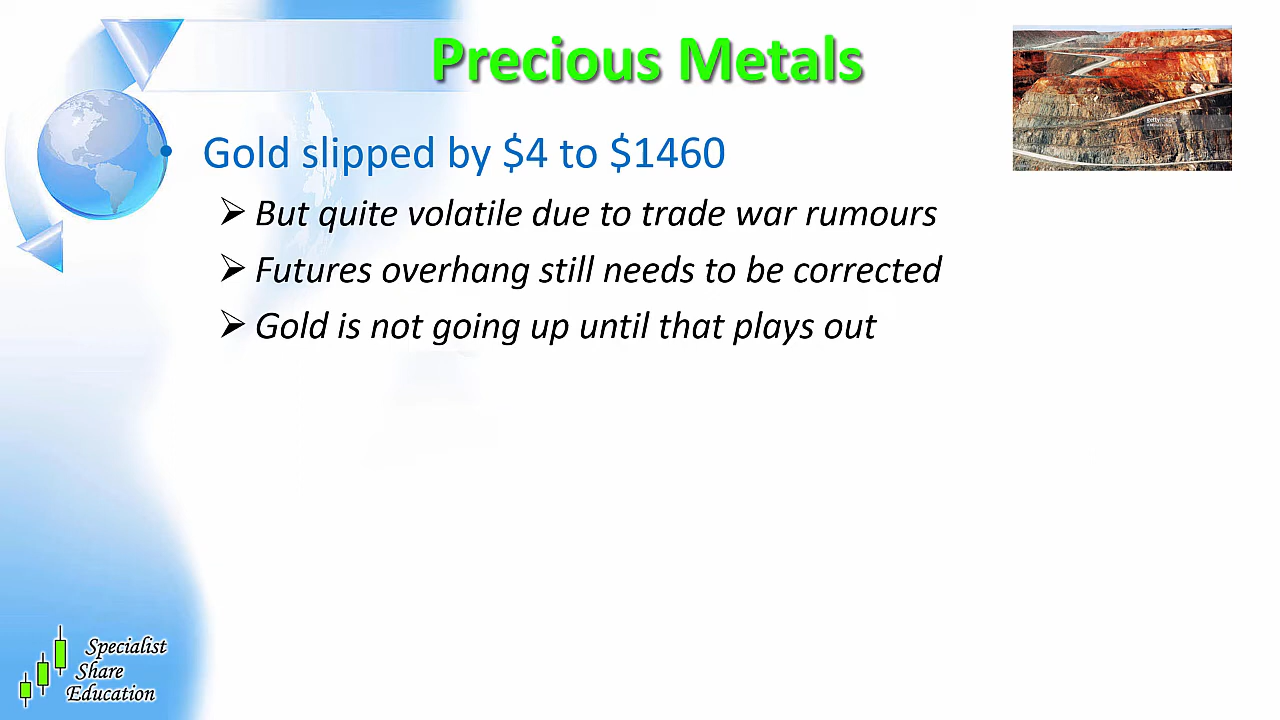 Precious Metals
• Gold slipped by $4 to $1460
➢ But quite volatile due to trade war rumours
➢ Futures overhang still needs to be corrected
➢ Gold is not going up until that plays out
Specialist
Share
Education